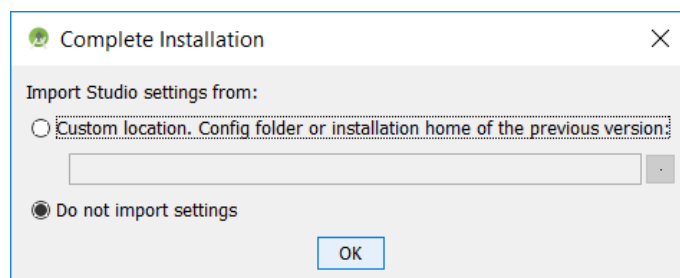 Complete Installation
Import Studio settings from:
Custom location. Config folder or installation home of the previous version:
.
Do not import settings
OK